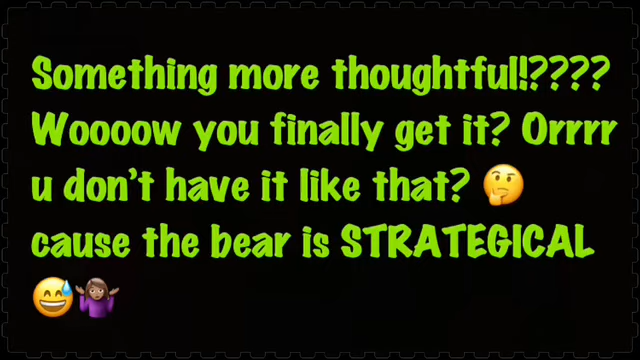 Something more thoughtful!????
Woooow you finally get it? Orrrr
u don't have it like that? 🤔
cause the bear is STRATEGICAL
😅🤷🏽‍♀️